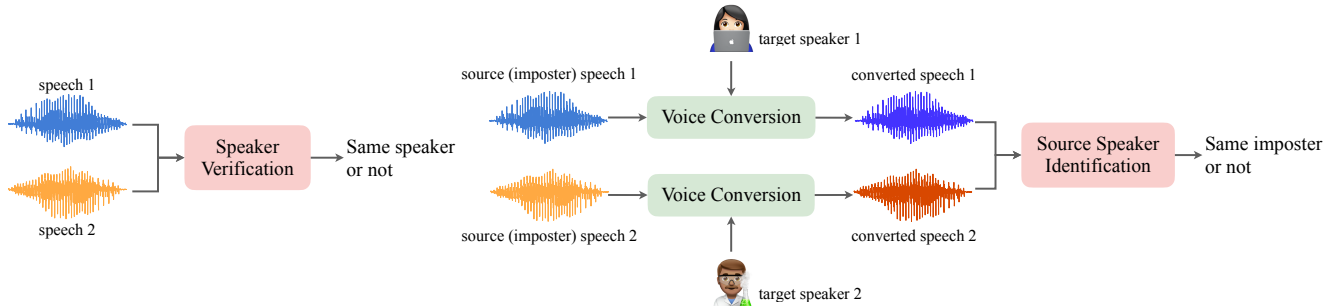 speech 1
speech 2
Speaker
Verification
Same speaker
or not
target speaker 1
source (imposter) speech 1
Voice Conversion
converted speech 1
source (imposter) speech 2
Voice Conversion
converted speech 2
target speaker 2
Source Speaker
Identification
Same imposter
or not